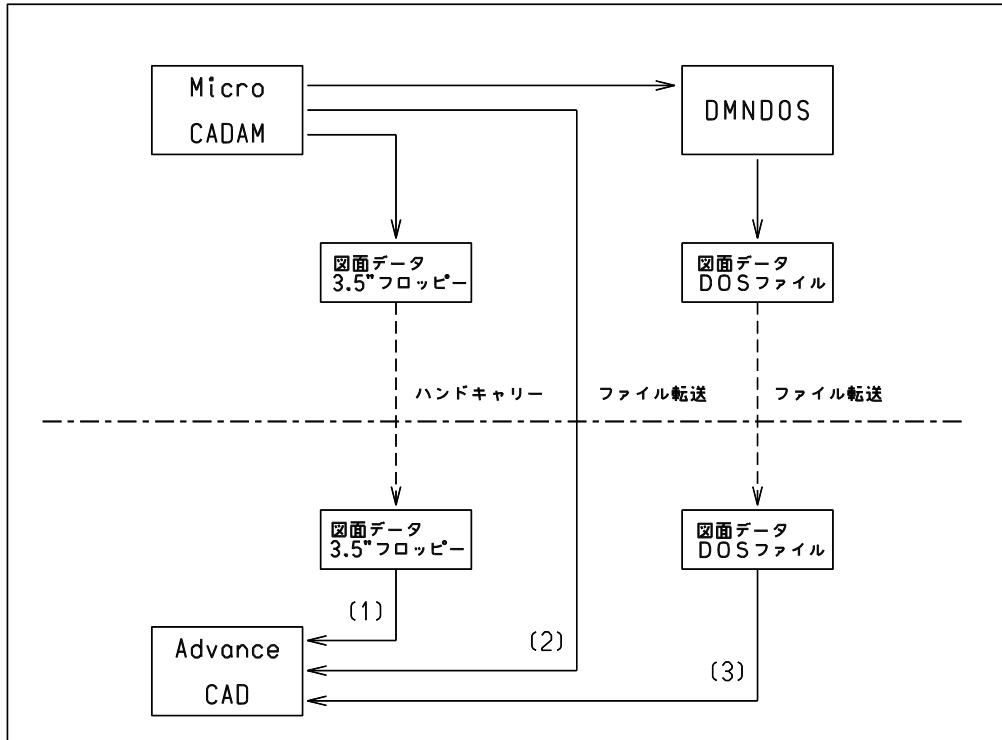 Micro
CADAM
DMNDOS
図面データ
3.5"フロッピー
図面データ
DOSファイル
ハンドキャリー
ファイル転送
ファイル転送
図面データ
3.5"フロッピー
図面データ
DOSファイル
(1)
(2)
(3)
Advance
CAD